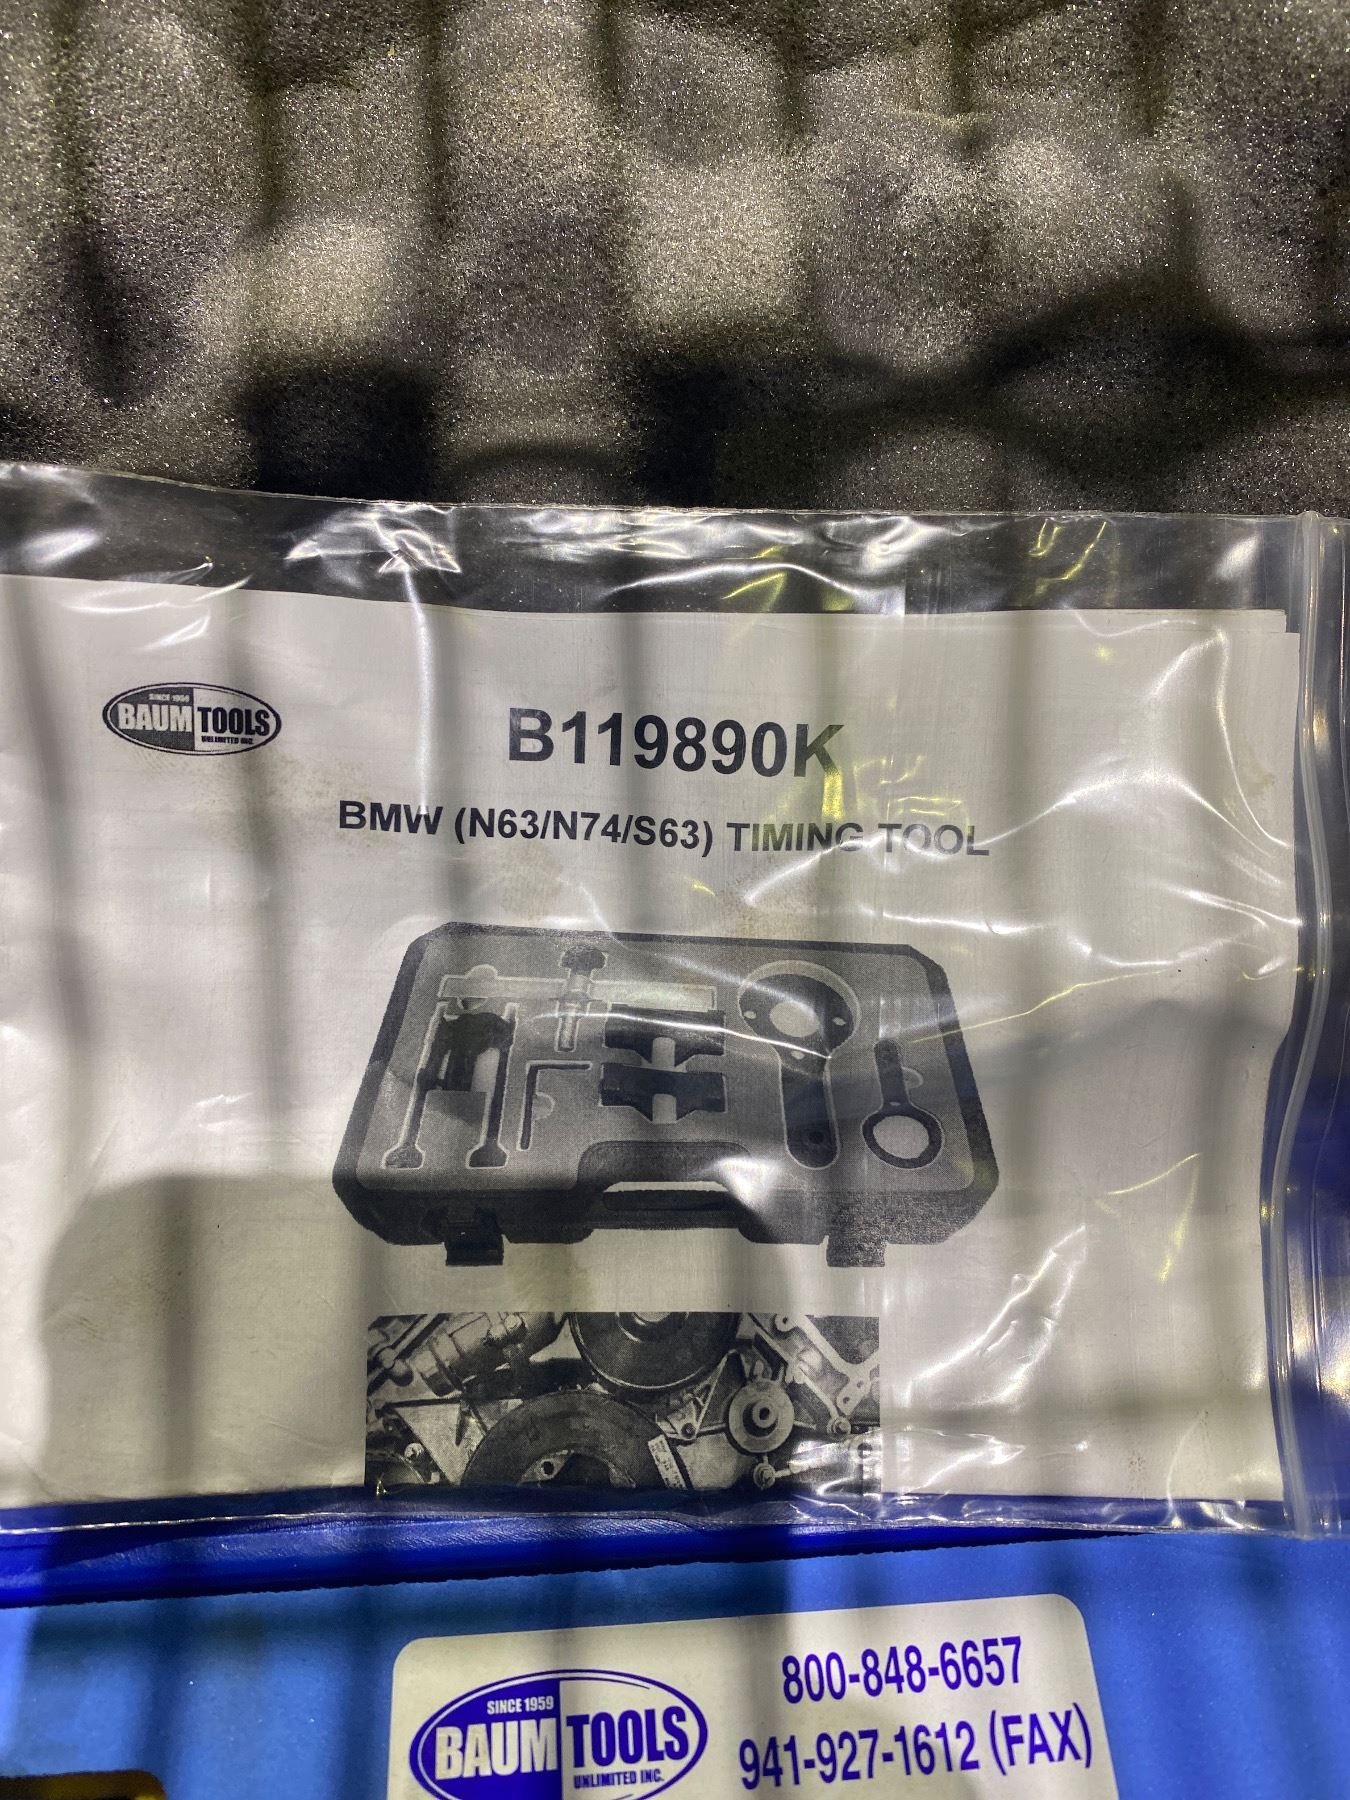 SINCE 1959
BAUM TOOLS
UNLIMITED INC.
B119890K
BMW (N63/N74/S63) TIMING TOOL
SINCE 1959
BAUM TOOLS
UNLIMITED INC.
800-848-6657
941-927-1612 (FAX)